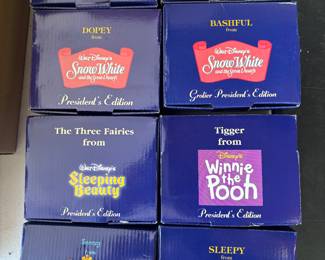 DOPEY
from
WALT DISNEY'S
Snow White
and the Seven Dwarfs
President's Edition
BASHFUL
from
WALT DISNEY'S
Snow White
and the Seven Dwarfs
Grolier President's Edition
The Three Fairies
from
WALT DISNEY'S
Sleeping
Beauty
President's Edition
Tigger
from
Disney's
Winnie
the
Pooh
President's Edition
SLEEPY
from